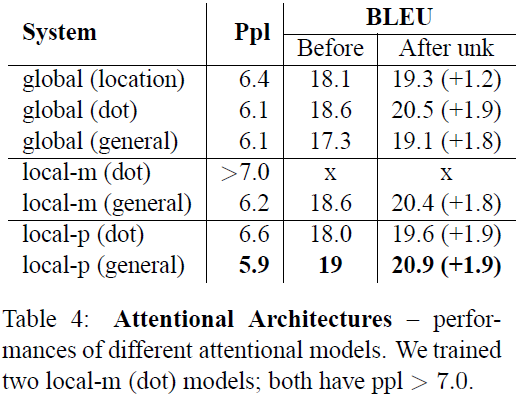 System Ppl BLEU
Before After unk
global (location) 6.4 18.1 19.3 (+1.2)
global (dot) 6.1 18.6 20.5 (+1.9)
global (general) 6.1 17.3 19.1 (+1.8)
local-m (dot) >7.0 x x
local-m (general) 6.2 18.6 20.4 (+1.8)
local-p (dot) 6.6 18.0 19.6 (+1.9)
local-p (general) 5.9 19 20.9 (+1.9)
Table 4: Attentional Architectures – perfor-
mances of different attentional models. We trained
two local-m (dot) models; both have ppl > 7.0.